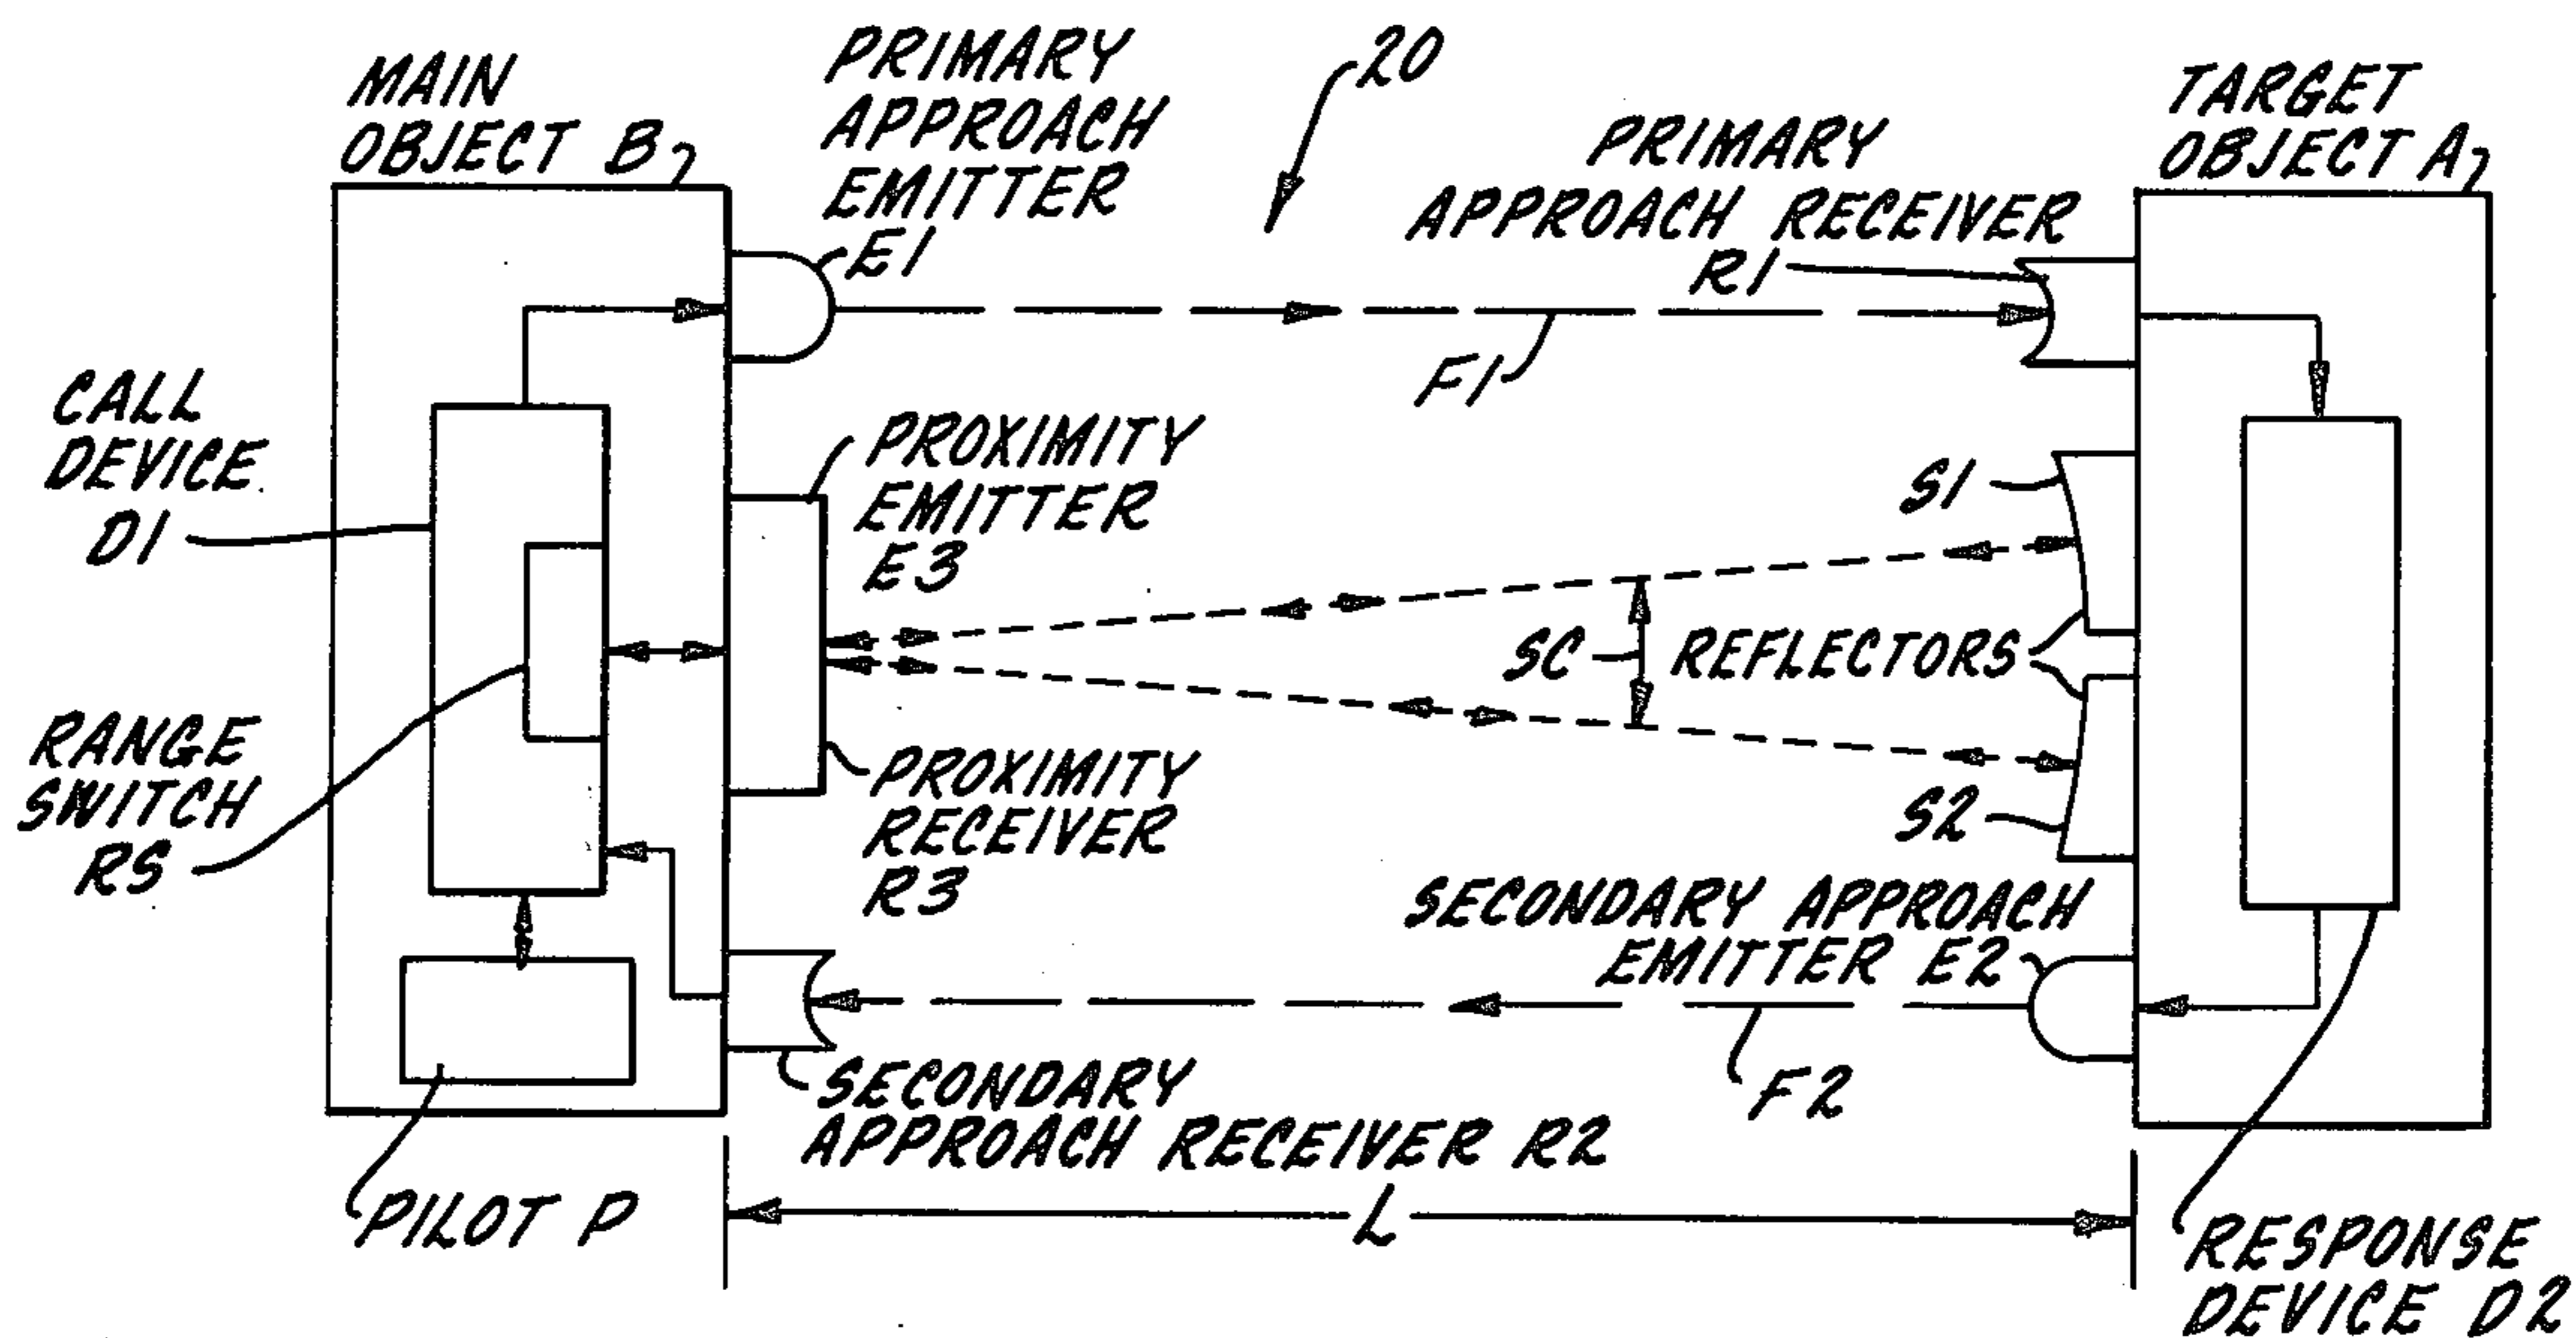 MAIN
OBJECT B
PRIMARY
APPROACH
EMITTER
E1
20
PRIMARY
APPROACH RECEIVER
R1
TARGET
OBJECT A
F1
CALL
DEVICE
D1
PROXIMITY
EMITTER
E3
S1
SC
REFLECTORS
RANGE
SWITCH
RS
PROXIMITY
RECEIVER
R3
S2
SECONDARY APPROACH
EMITTER E2
F2
SECONDARY
APPROACH RECEIVER R2
PILOT P
L
RESPONSE
DEVICE D2